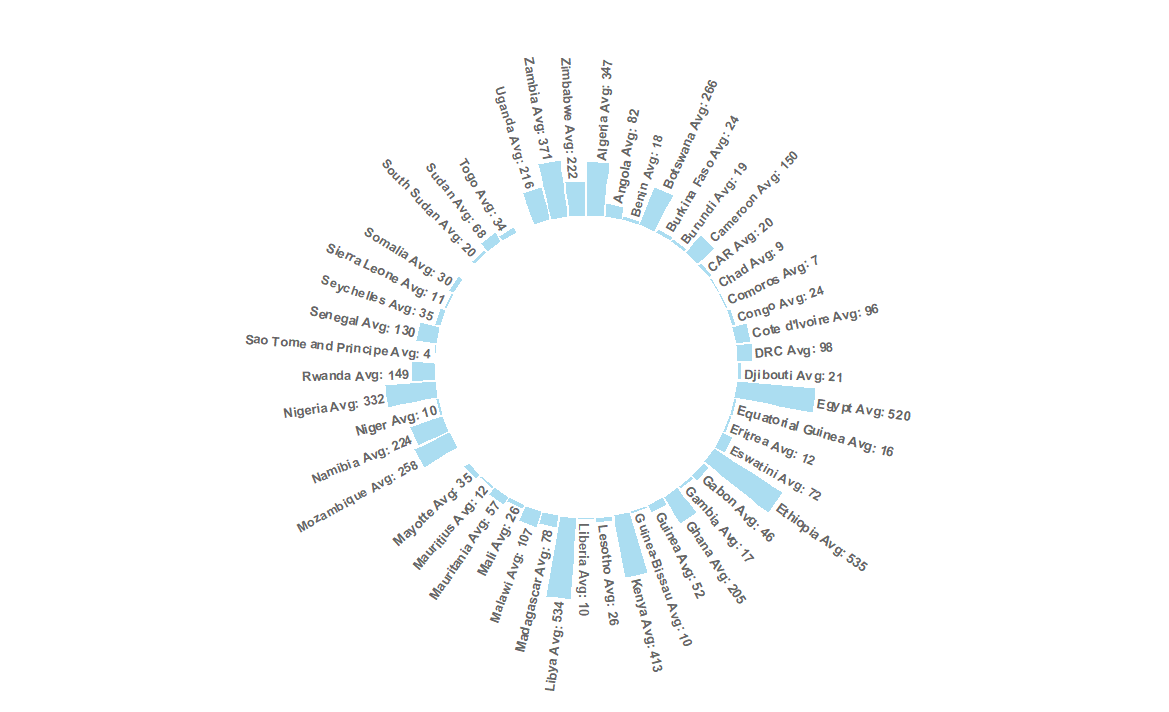 Algeria Avg: 347
Angola Avg: 82
Benin Avg: 18
Botswana Avg: 266
Burkina Faso Avg: 24
Burundi Avg: 19
Cameroon Avg: 150
CAR Avg: 20
Chad Avg: 9
Comoros Avg: 7
Congo Avg: 24
Cote d'Ivoire Avg: 96
DRC Avg: 98
Djibouti Avg: 21
Egypt Avg: 520
Equatorial Guinea Avg: 16
Eritrea Avg: 12
Eswatini Avg: 72
Ethiopia Avg: 535
Gabon Avg: 46
Gambia Avg: 17
Ghana Avg: 205
Guinea Avg: 52
Guinea-Bissau Avg: 10
Kenya Avg: 413
Lesotho Avg: 26
Liberia Avg: 10
Libya Avg: 534
Madagascar Avg: 78
Malawi Avg: 107
Mali Avg: 26
Mauritania Avg: 57
Mauritius Avg: 12
Mayotte Avg: 35
Mozambique Avg: 258
Namibia Avg: 224
Niger Avg: 10
Nigeria Avg: 332
Rwanda Avg: 149
Sao Tome and Principe Avg: 4
Senegal Avg: 130
Seychelles Avg: 35
Sierra Leone Avg: 11
Somalia Avg: 30
South Sudan Avg: 20
Sudan Avg: 68
Togo Avg: 34
Uganda Avg: 216
Zambia Avg: 371
Zimbabwe Avg: 222